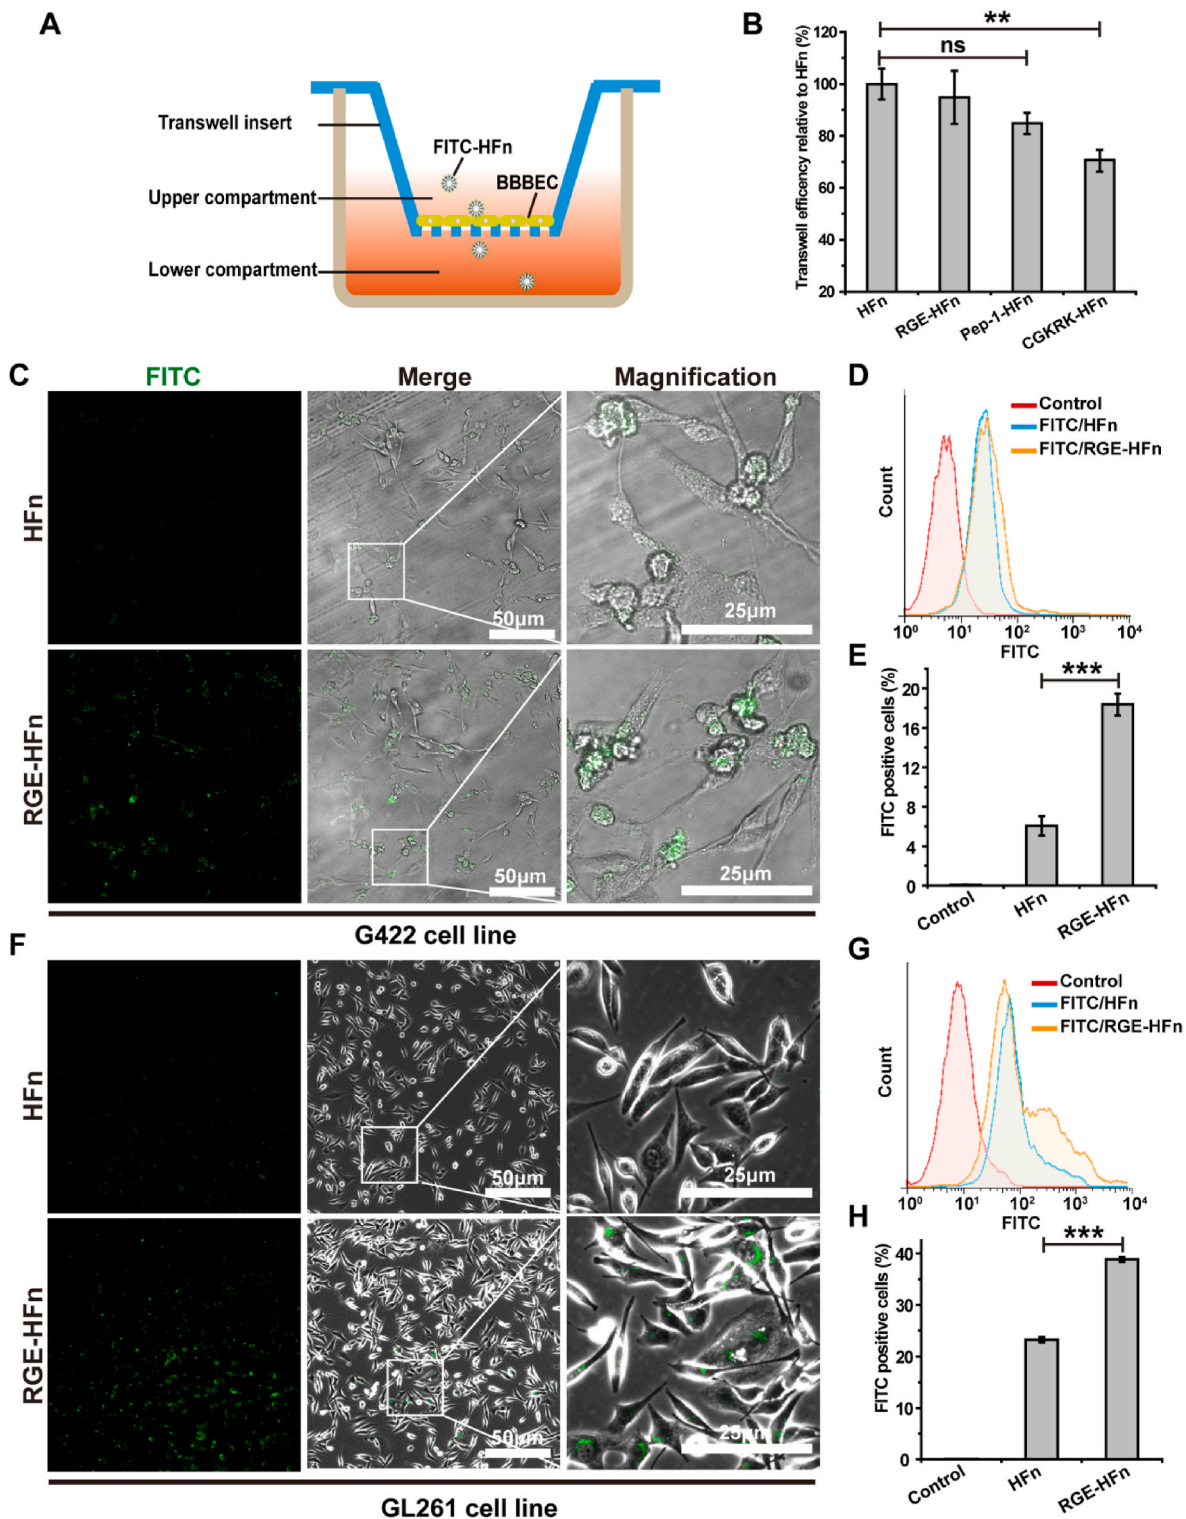 A
Transwell insert
FITC-HFn
Upper compartment
BBBEC
Lower compartment
B
Transwell efficency relative to HFn (%)
120
100
80
60
40
20
**
ns
HFn
RGE-HFn
Pep-1-HFn
CGKRK-HFn
C
FITC
Merge
Magnification
HFn
50μm
25μm
RGE-HFn
50μm
25μm
G422 cell line
D
Control
FITC/HFn
FITC/RGE-HFn
Count
10⁰ 10¹ 10² 10³ 10⁴
FITC
E
FITC positive cells (%)
20
16
12
8
4
0
***
Control
HFn
RGE-HFn
F
HFn
50μm
25μm
RGE-HFn
50μm
25μm
GL261 cell line
G
Control
FITC/HFn
FITC/RGE-HFn
Count
10⁰ 10¹ 10² 10³ 10⁴
FITC
H
FITC positive cells (%)
40
30
20
10
0
***
Control
HFn
RGE-HFn